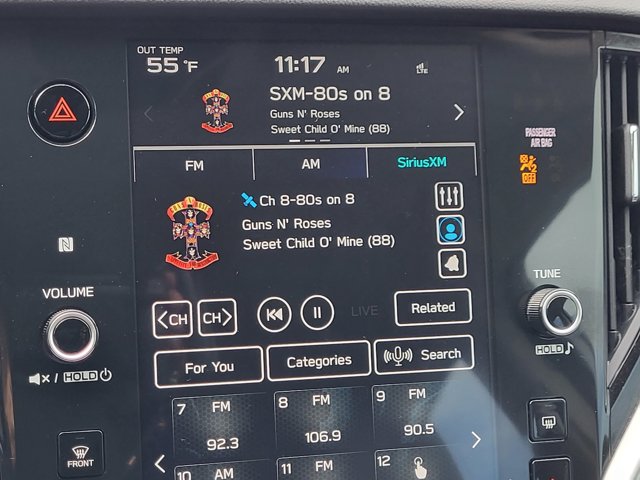 OUT TEMP
55 °F
11:17 AM
LTE
SXM-80s on 8
Guns N' Roses
Sweet Child O' Mine (88)
PASSENGER
AIR BAG
OFF
FM
AM
SiriusXM
Ch 8-80s on 8
Guns N' Roses
Sweet Child O' Mine (88)
VOLUME
TUNE
<CH
CH>
LIVE
Related
HOLD
/ HOLD
For You
Categories
Search
7 FM
92.3
8 FM
106.9
9 FM
90.5
FRONT
10 AM
11 FM
12